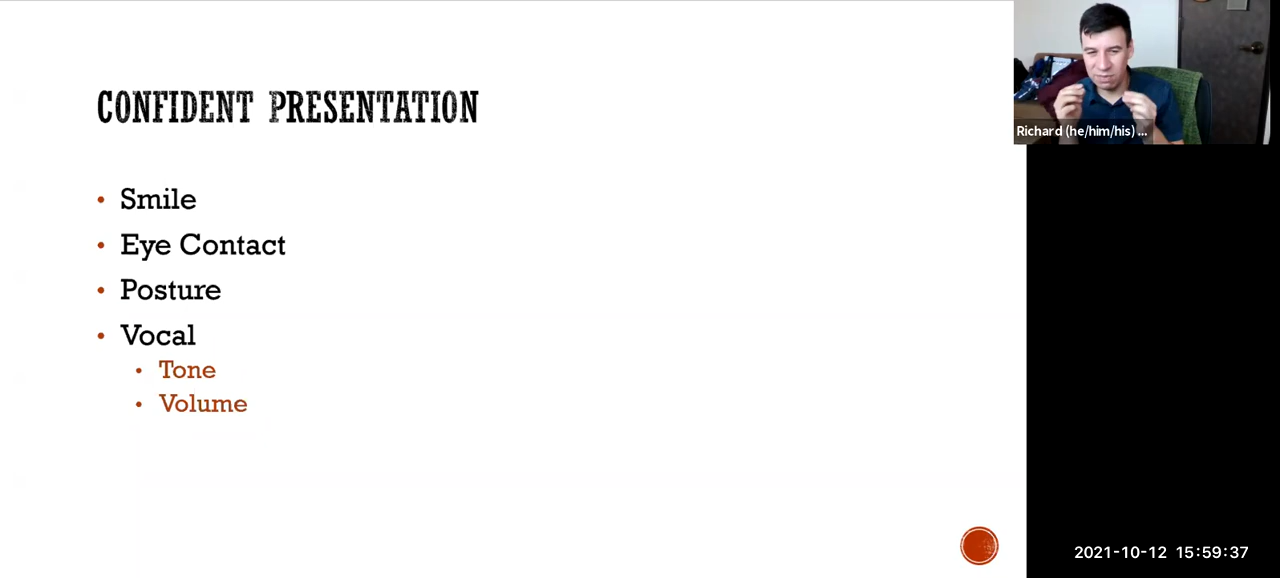 CONFIDENT PRESENTATION
• Smile
• Eye Contact
• Posture
• Vocal
• Tone
• Volume
Richard (he/him/his) ...
2021-10-12 15:59:37